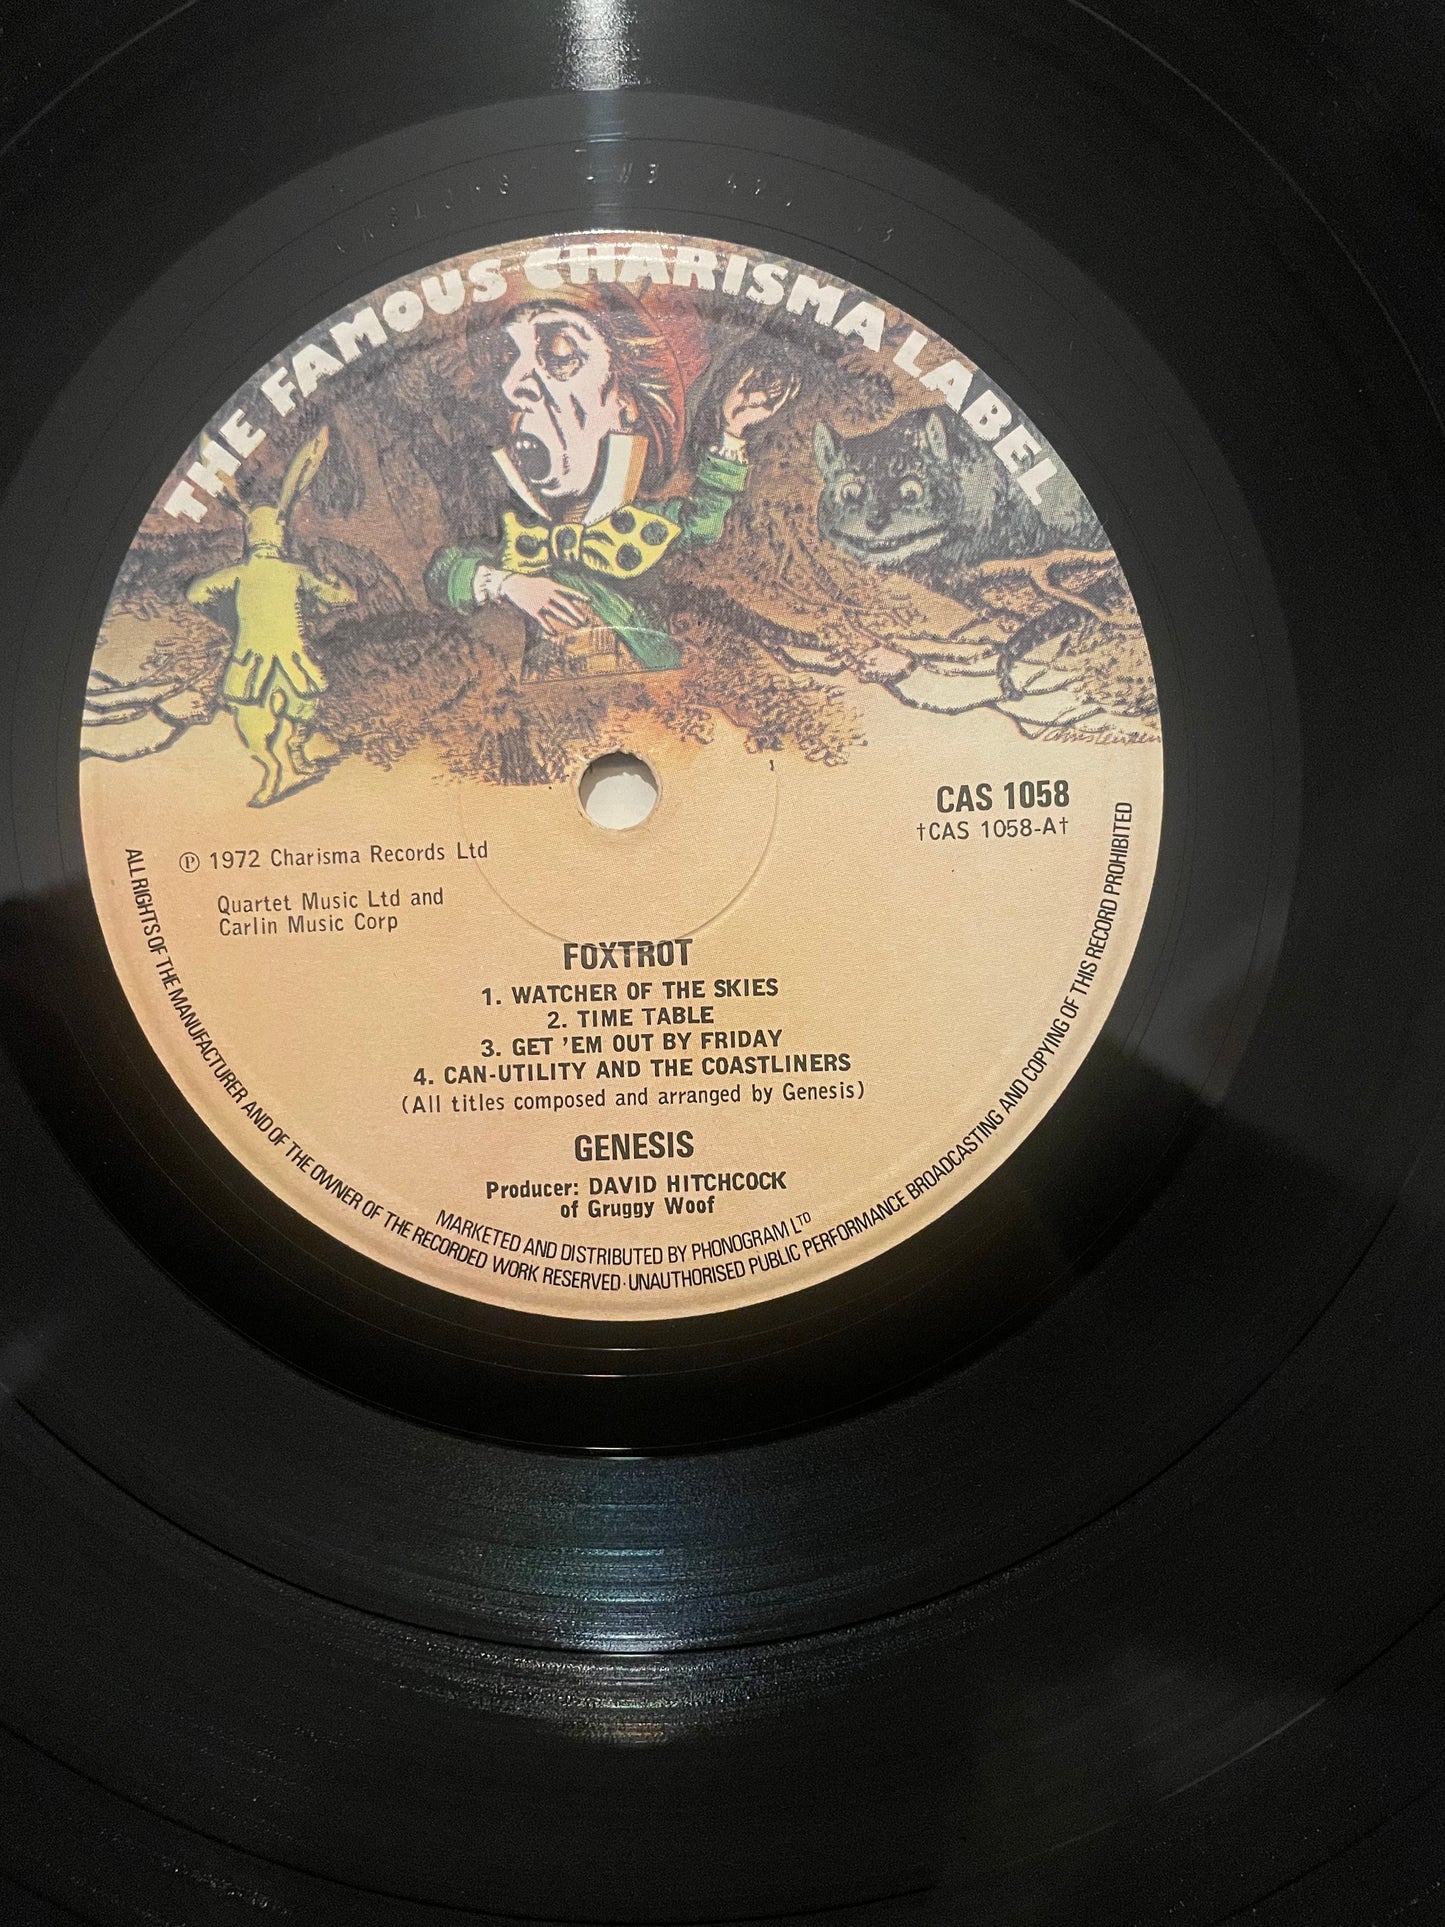 THE FAMOUS CHARISMA LABEL
CAS 1058
†CAS 1058-A†
Ⓟ 1972 Charisma Records Ltd
Quartet Music Ltd and
Carlin Music Corp
FOXTROT
1. WATCHER OF THE SKIES
2. TIME TABLE
3. GET 'EM OUT BY FRIDAY
4. CAN-UTILITY AND THE COASTLINERS
(All titles composed and arranged by Genesis)
GENESIS
Producer: DAVID HITCHCOCK
of Gruggy Woof
MARKETED AND DISTRIBUTED BY PHONOGRAM LTD
ALL RIGHTS OF THE MANUFACTURER AND OF THE OWNER OF THE RECORDED WORK RESERVED·UNAUTHORISED PUBLIC PERFORMANCE BROADCASTING AND COPYING OF THIS RECORD PROHIBITED